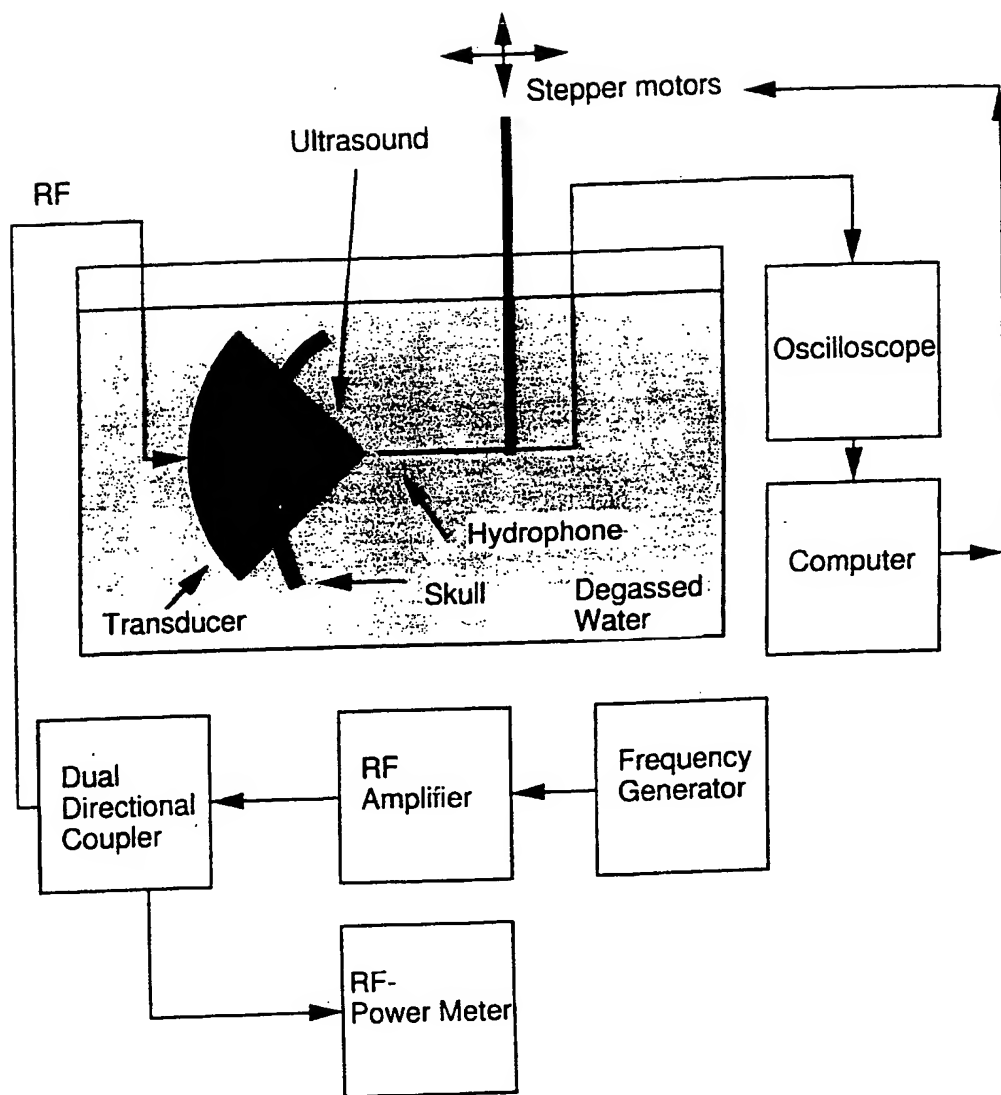 Stepper motors
Ultrasound
RF
Oscilloscope
Hydrophone
Skull
Transducer
Degassed
Water
Computer
Dual
Directional
Coupler
RF
Amplifier
Frequency
Generator
RF-
Power Meter